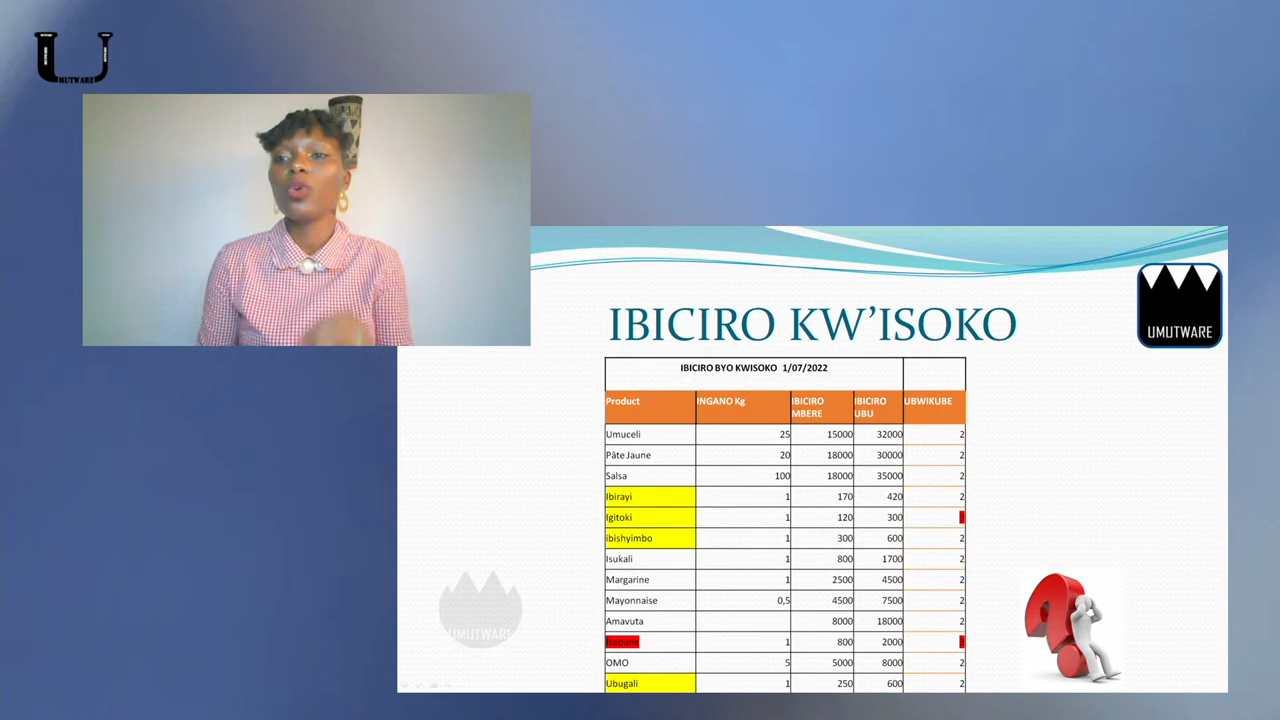 UMUTWARE
IBICIRO KW'ISOKO
UMUTWARE
IBICIRO BYO KWISOKO 1/07/2022
Product INGANO Kg IBICIRO MBERE IBICIRO UBU UBWIKUBE
Umuceli 25 15000 32000 2
Pâte Jaune 20 18000 30000 2
Salsa 100 18000 35000 2
Ibirayi 1 170 420 2
Igitoki 1 120 300
ibishyimbo 1 300 600 2
Isukali 1 800 1700 2
Margarine 1 2500 4500 2
Mayonnaise 0,5 4500 7500 2
Amavuta 8000 18000 2
1 800 2000
OMO 5 5000 8000 2
Ubugali 1 250 600 2
UMUTWARE